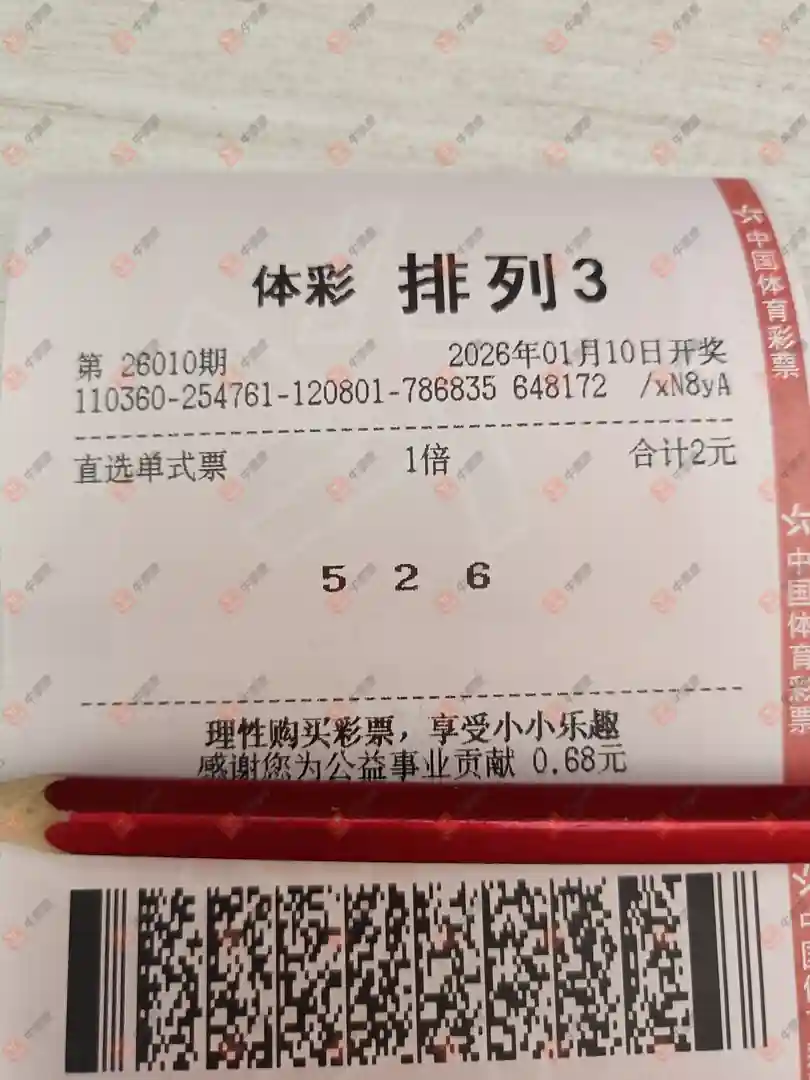 体彩 排列3
第 26010期 2026年01月10日开奖
110360-254761-120801-786835 648172 /xN8yA
直选单式票 1倍 合计2元
5 2 6
理性购买彩票，享受小小乐趣
感谢您为公益事业贡献 0.68元
中国体育彩票
中国体育彩票